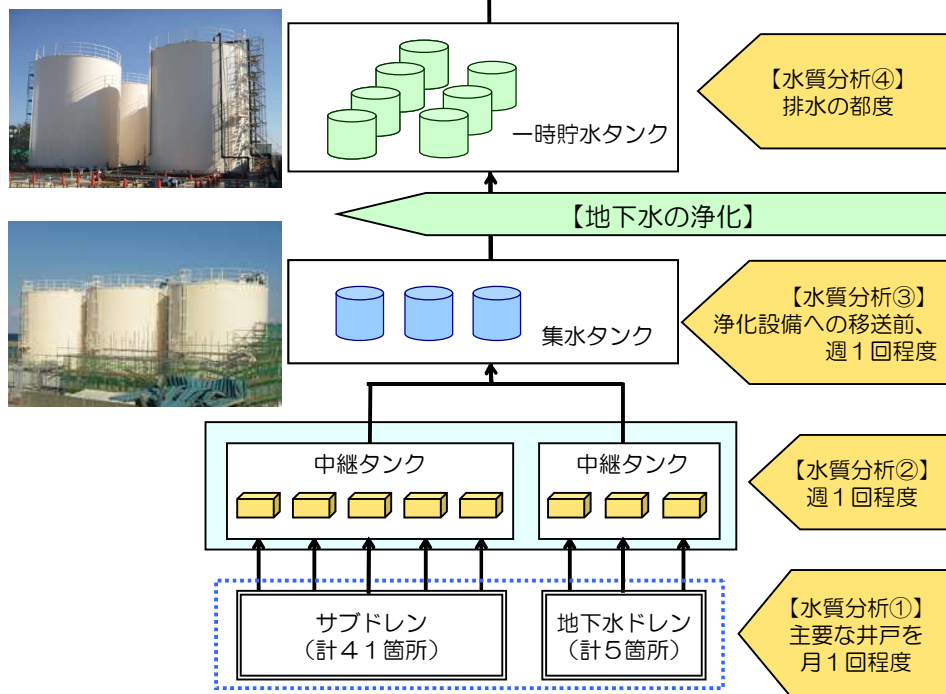 【水質分析④】
排水の都度
一時貯水タンク
【地下水の浄化】
【水質分析③】
浄化設備への移送前、
週１回程度
集水タンク
中継タンク
中継タンク
【水質分析②】
週１回程度
サブドレン
（計４１箇所）
地下水ドレン
（計５箇所）
【水質分析①】
主要な井戸を
月１回程度